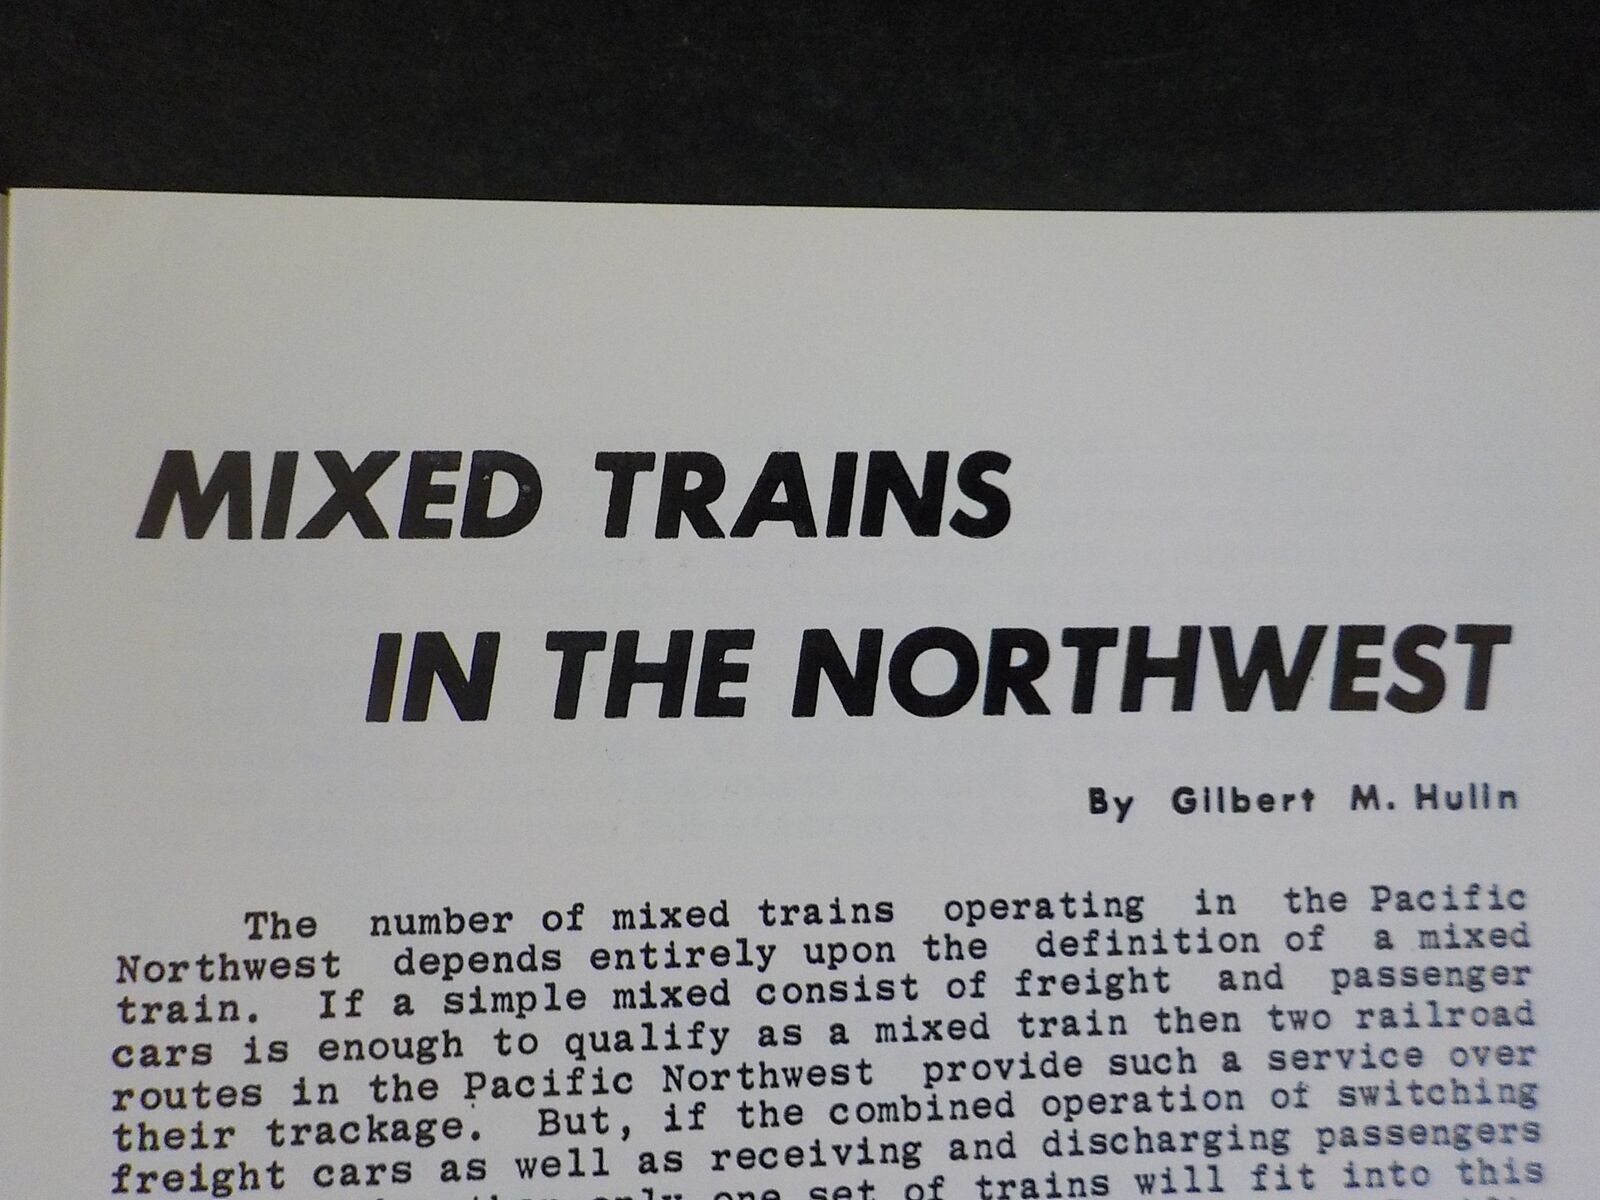 MIXED TRAINS
IN THE NORTHWEST
By Gilbert M. Hulin
The number of mixed trains operating in the Pacific
Northwest depends entirely upon the definition of a mixed
train. If a simple mixed consist of freight and passenger
cars is enough to qualify as a mixed train then two railroad
routes in the Pacific Northwest provide such a service over
their trackage. But, if the combined operation of switching
freight cars as well as receiving and discharging passengers
only one set of trains will fit into this